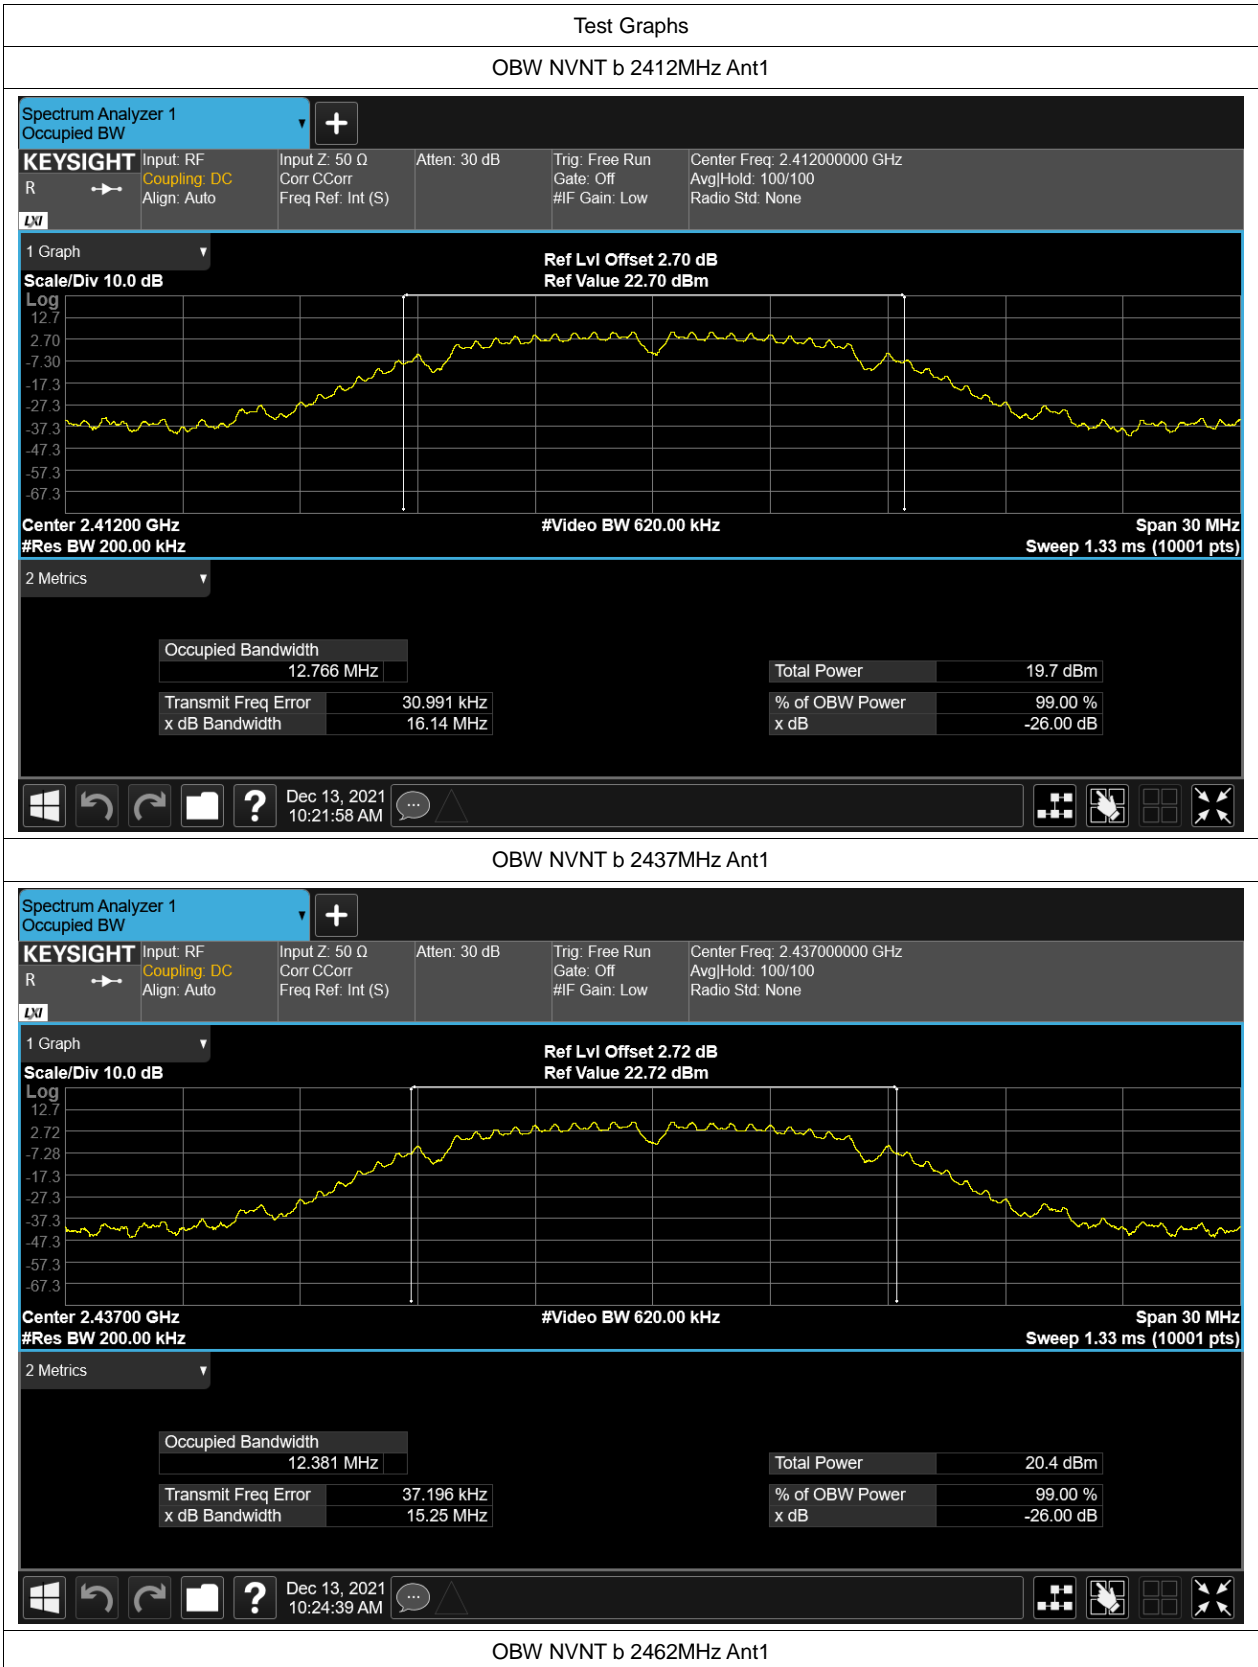 Test Graphs
OBW NVNT b 2412MHz Ant1
Spectrum Analyzer 1
Occupied BW
KEYSIGHT Input: RF Input Z: 50 Ω Atten: 30 dB Trig: Free Run Center Freq: 2.412000000 GHz
R Coupling: DC Corr CCorr Gate: Off Avg|Hold: 100/100
Align: Auto Freq Ref: Int (S) #IF Gain: Low Radio Std: None
LXI
1 Graph
Ref Lvl Offset 2.70 dB
Scale/Div 10.0 dB Ref Value 22.70 dBm
Log
12.7
2.70
-7.30
-17.3
-27.3
-37.3
-47.3
-57.3
-67.3
Center 2.41200 GHz #Video BW 620.00 kHz Span 30 MHz
#Res BW 200.00 kHz Sweep 1.33 ms (10001 pts)
2 Metrics
Occupied Bandwidth
12.766 MHz Total Power 19.7 dBm
Transmit Freq Error 30.991 kHz % of OBW Power 99.00 %
x dB Bandwidth 16.14 MHz x dB -26.00 dB
? Dec 13, 2021
10:21:58 AM
OBW NVNT b 2437MHz Ant1
Spectrum Analyzer 1
Occupied BW
KEYSIGHT Input: RF Input Z: 50 Ω Atten: 30 dB Trig: Free Run Center Freq: 2.437000000 GHz
R Coupling: DC Corr CCorr Gate: Off Avg|Hold: 100/100
Align: Auto Freq Ref: Int (S) #IF Gain: Low Radio Std: None
LXI
1 Graph
Ref Lvl Offset 2.72 dB
Scale/Div 10.0 dB Ref Value 22.72 dBm
Log
12.7
2.72
-7.28
-17.3
-27.3
-37.3
-47.3
-57.3
-67.3
Center 2.43700 GHz #Video BW 620.00 kHz Span 30 MHz
#Res BW 200.00 kHz Sweep 1.33 ms (10001 pts)
2 Metrics
Occupied Bandwidth
12.381 MHz Total Power 20.4 dBm
Transmit Freq Error 37.196 kHz % of OBW Power 99.00 %
x dB Bandwidth 15.25 MHz x dB -26.00 dB
? Dec 13, 2021
10:24:39 AM
OBW NVNT b 2462MHz Ant1